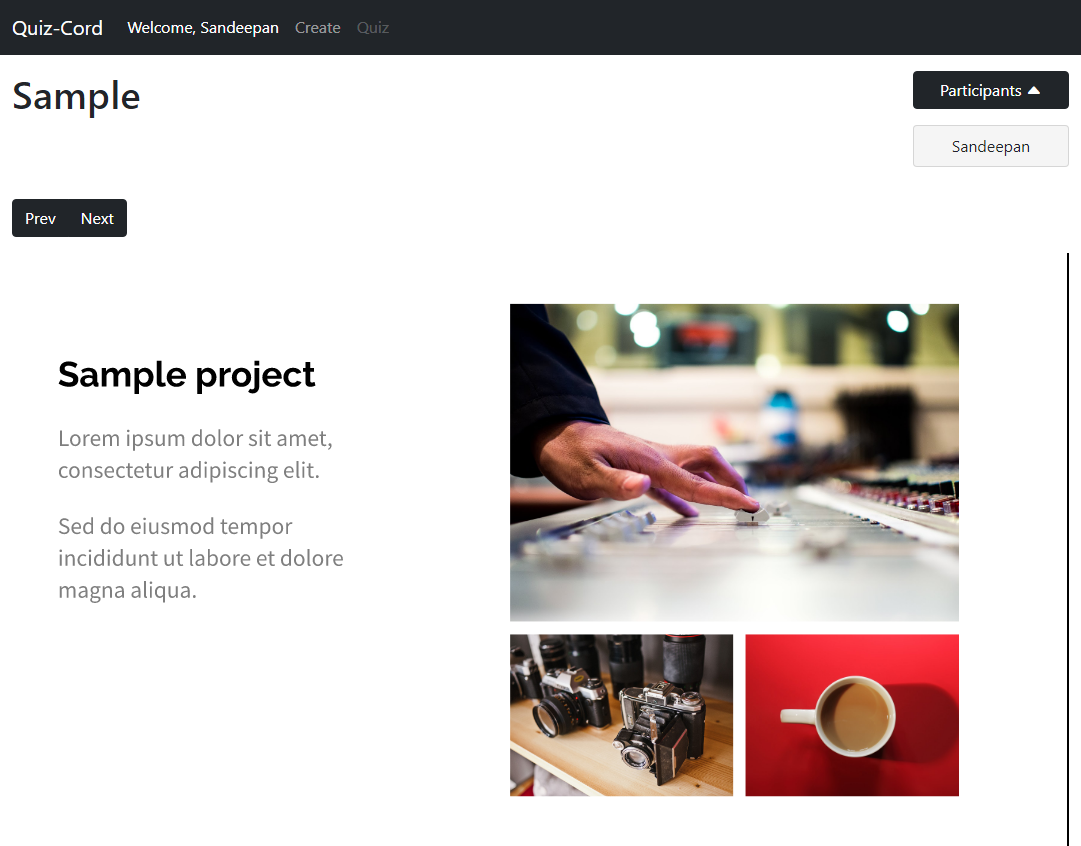 Quiz-Cord Welcome, Sandeepan Create Quiz
Sample
Participants
Sandeepan
Prev Next
Sample project
Lorem ipsum dolor sit amet,
consectetur adipiscing elit.
Sed do eiusmod tempor
incididunt ut labore et dolore
magna aliqua.